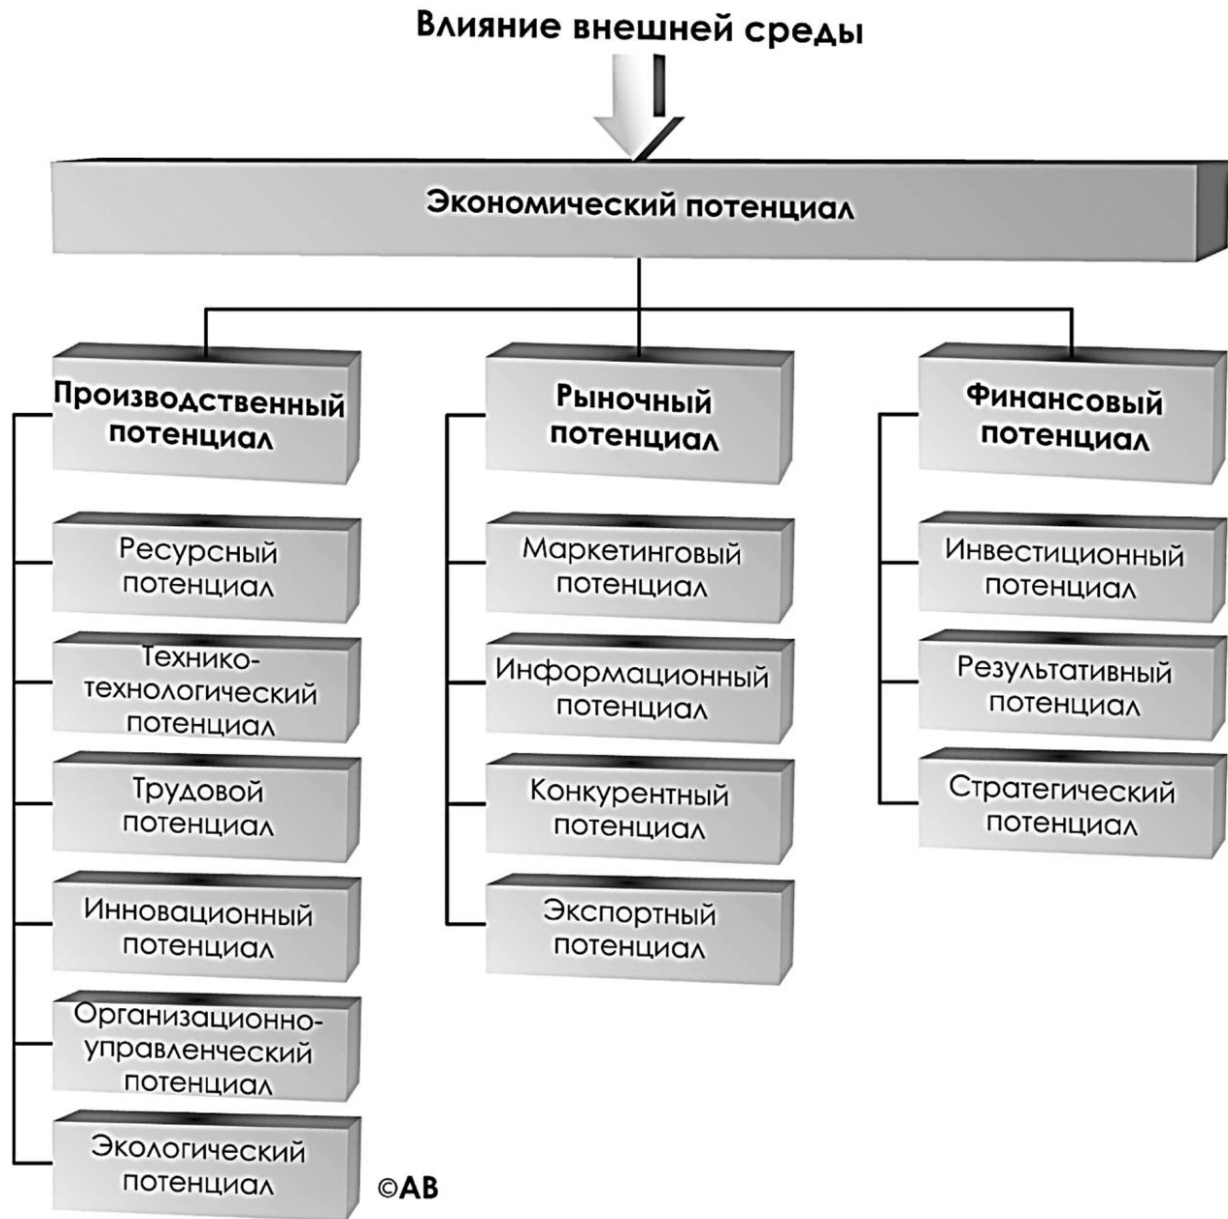 Влияние внешней среды
Экономический потенциал
Производственный
потенциал
Ресурсный
потенциал
Технико-
технологический
потенциал
Трудовой
потенциал
Инновационный
потенциал
Организационно-
управленческий
потенциал
Экологический
потенциал
Рыночный
потенциал
Маркетинговый
потенциал
Информационный
потенциал
Конкурентный
потенциал
Экспортный
потенциал
Финансовый
потенциал
Инвестиционный
потенциал
Результативный
потенциал
Стратегический
потенциал
©АВ